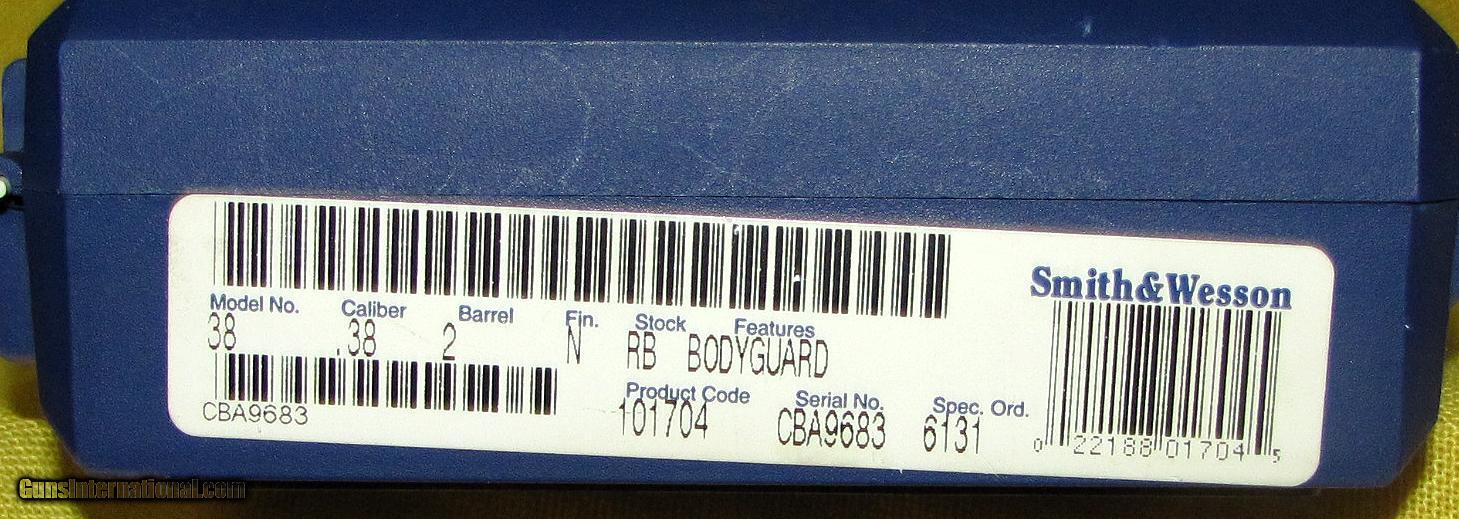 Smith&Wesson
Model No. Caliber Barrel Fin. Stock Features
38 .38 2 N RB BODYGUARD
Product Code Serial No. Spec. Ord.
101704 CBA9683 6131
CBA9683
0 22188 01704 5
GunsInternational.com